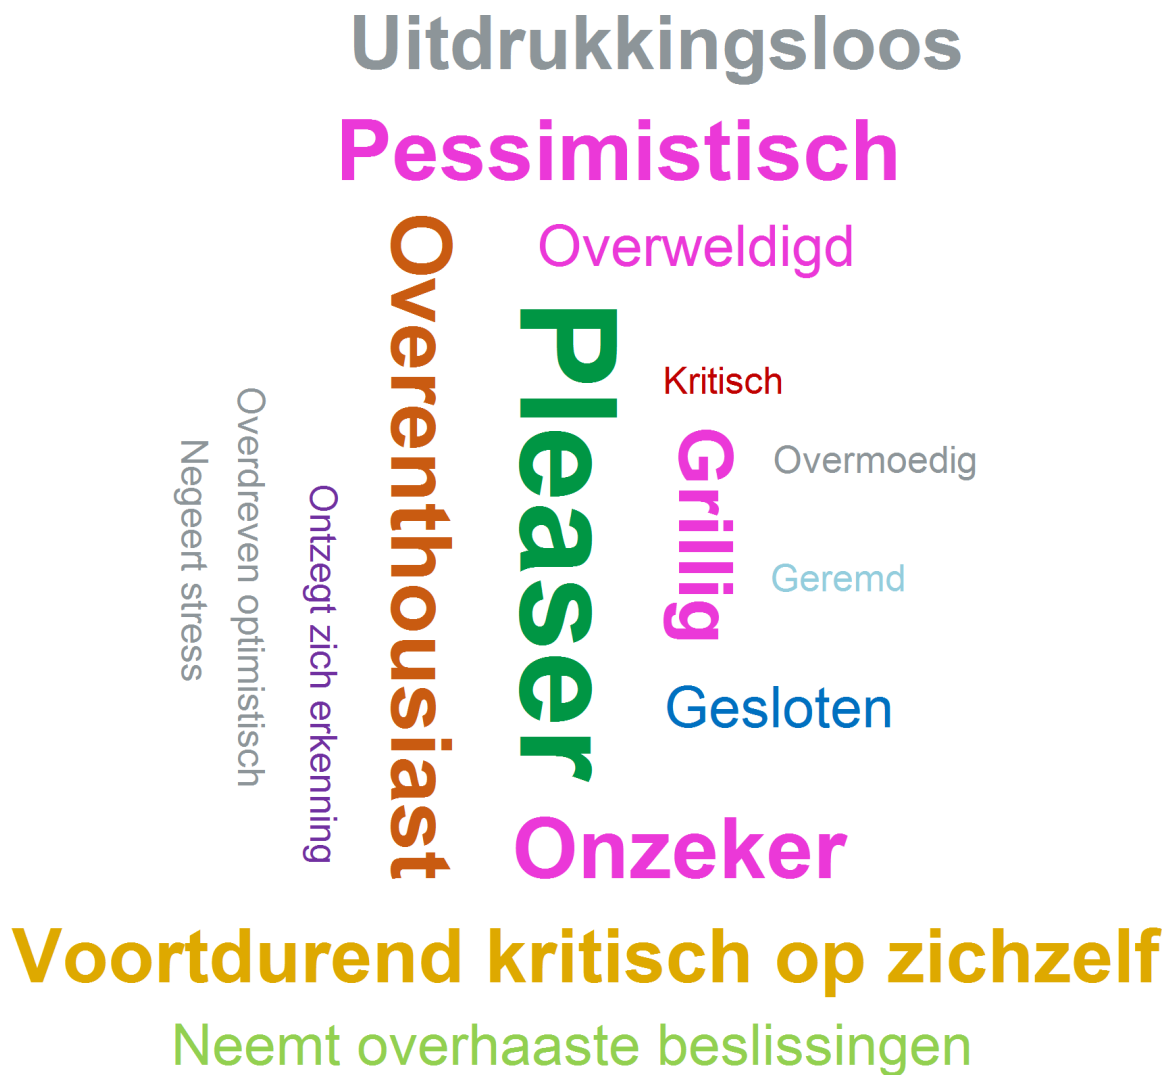 Uitdrukkingsloos
Pessimistisch
Overenthousiast
Overweldigd
Pleaser
Kritisch
Grillig
Overmoedig
Geremd
Gesloten
Negeert stress
Overdreven optimistisch
Ontzegt zich erkenning
Onzeker
Voortdurend kritisch op zichzelf
Neemt overhaaste beslissingen